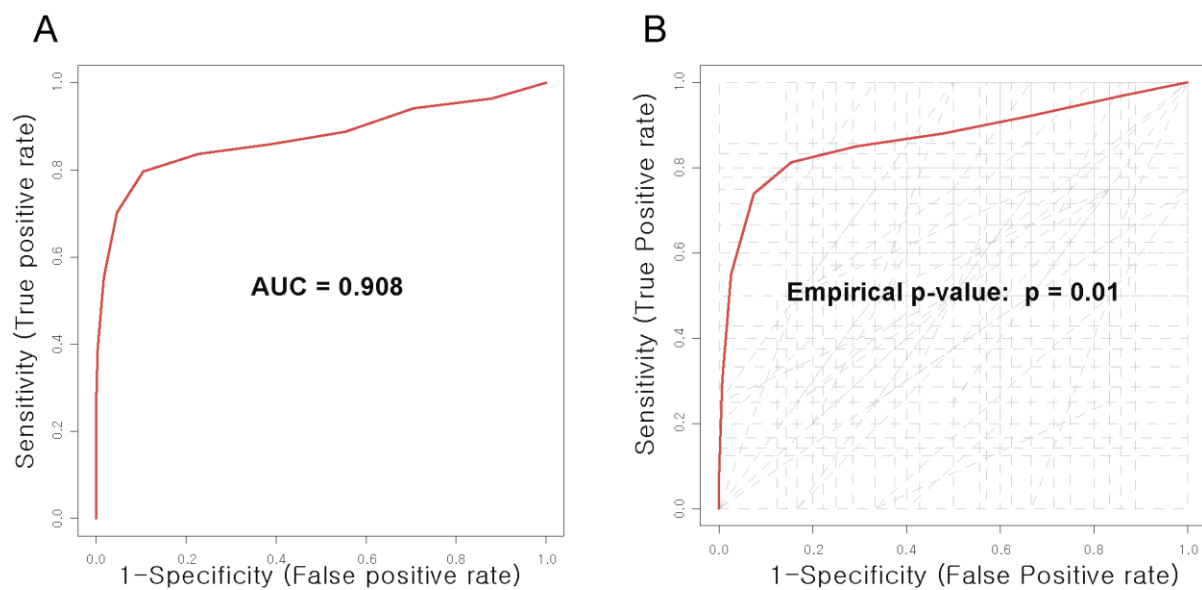 A
Sensitivity (True positive rate)
1.0
0.8
0.6
0.4
0.2
0.0
AUC = 0.908
0.0 0.2 0.4 0.6 0.8 1.0
1-Specificity (False positive rate)
B
Sensitivity (True Positive rate)
1.0
0.8
0.6
0.4
0.2
0.0
Empirical p-value: p = 0.01
0.0 0.2 0.4 0.6 0.8 1.0
1-Specificity (False Positive rate)